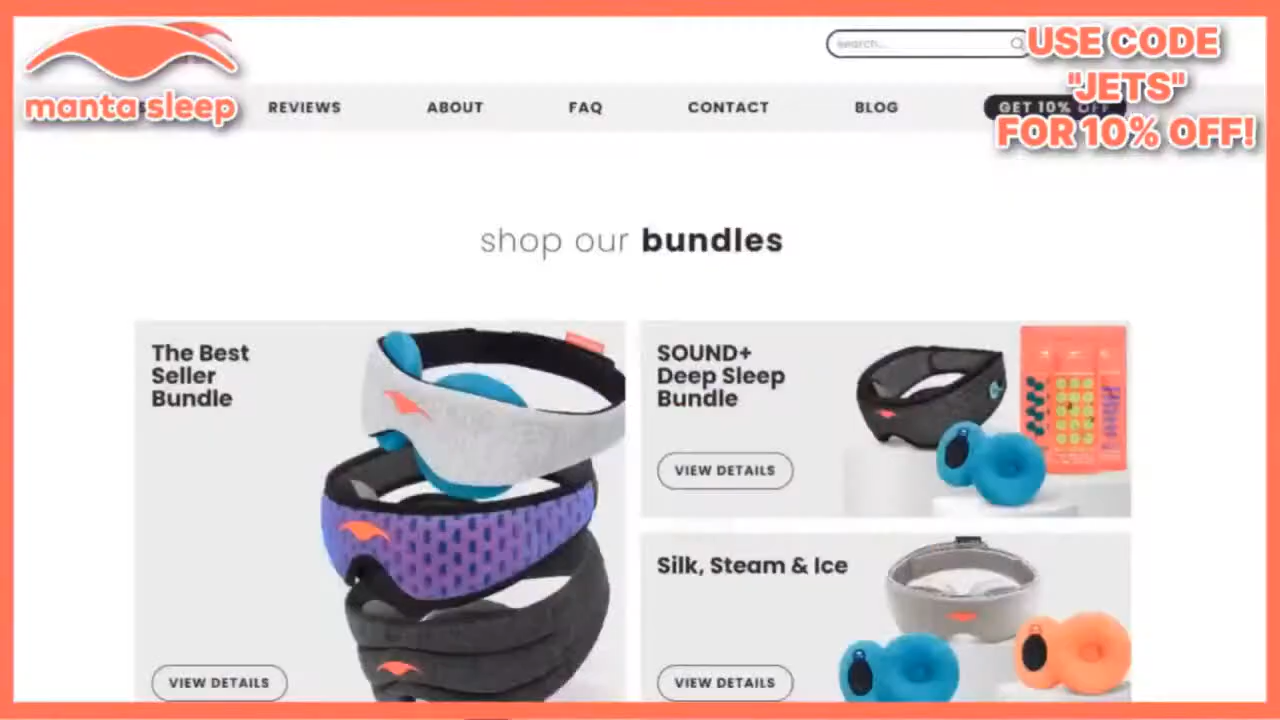 manta sleep
Search...
USE CODE
"JETS"
FOR 10% OFF!
REVIEWS
ABOUT
FAQ
CONTACT
BLOG
GET 10% OFF
shop our bundles
The Best
Seller
Bundle
VIEW DETAILS
SOUND+
Deep Sleep
Bundle
VIEW DETAILS
Silk, Steam & Ice
VIEW DETAILS